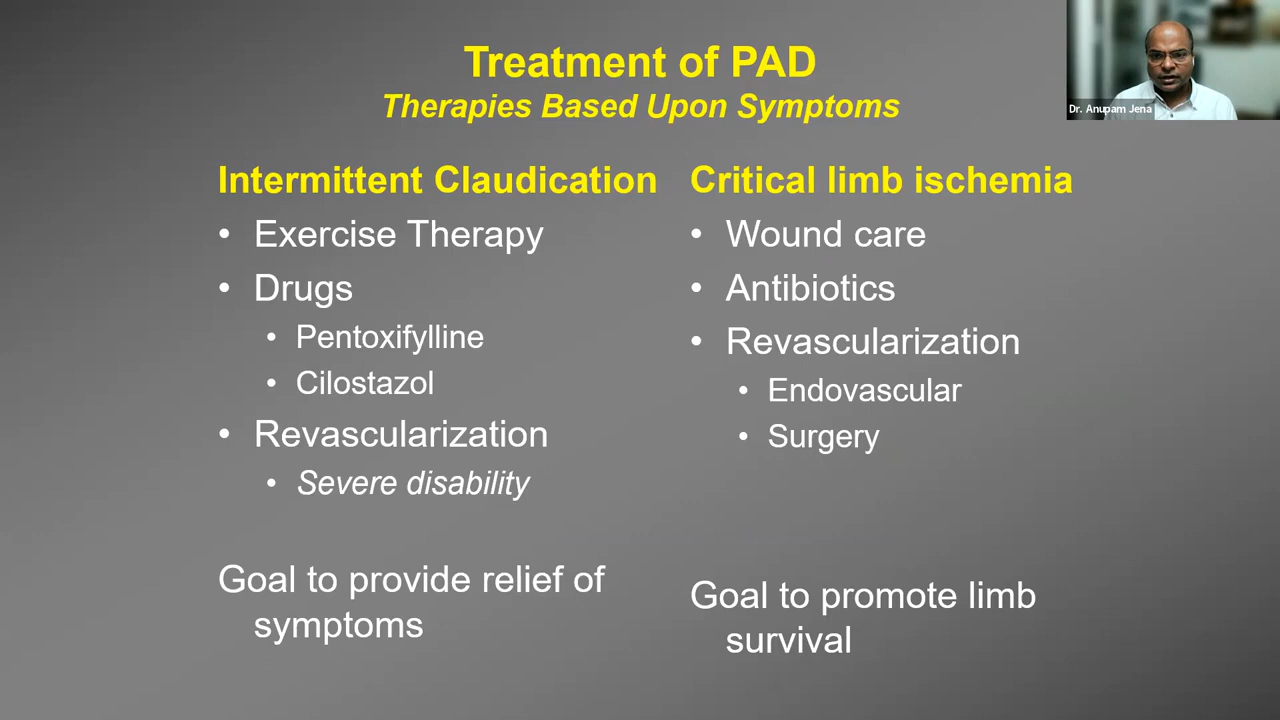 Treatment of PAD
Therapies Based Upon Symptoms
Dr. Anupam Jena
Intermittent Claudication
• Exercise Therapy
• Drugs
• Pentoxifylline
• Cilostazol
• Revascularization
• Severe disability
Goal to provide relief of
symptoms
Critical limb ischemia
• Wound care
• Antibiotics
• Revascularization
• Endovascular
• Surgery
Goal to promote limb
survival